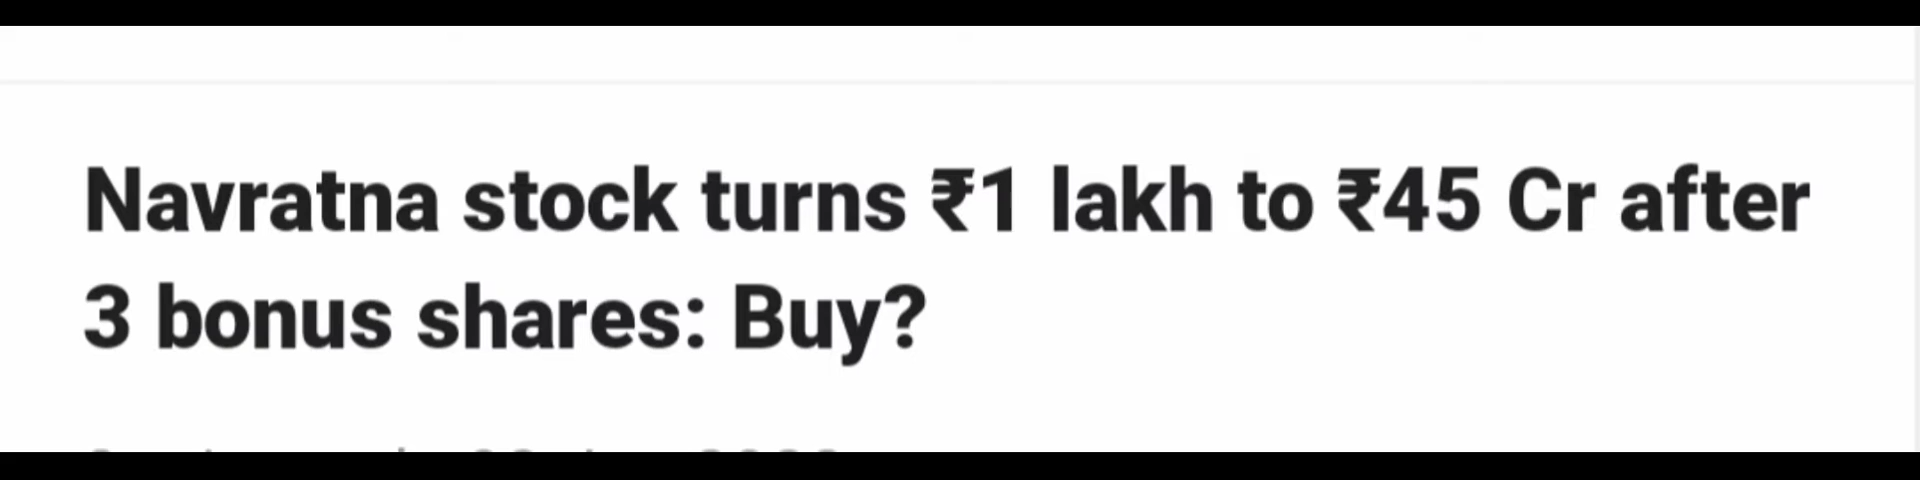 Navratna stock turns ₹1 lakh to ₹45 Cr after
3 bonus shares: Buy?